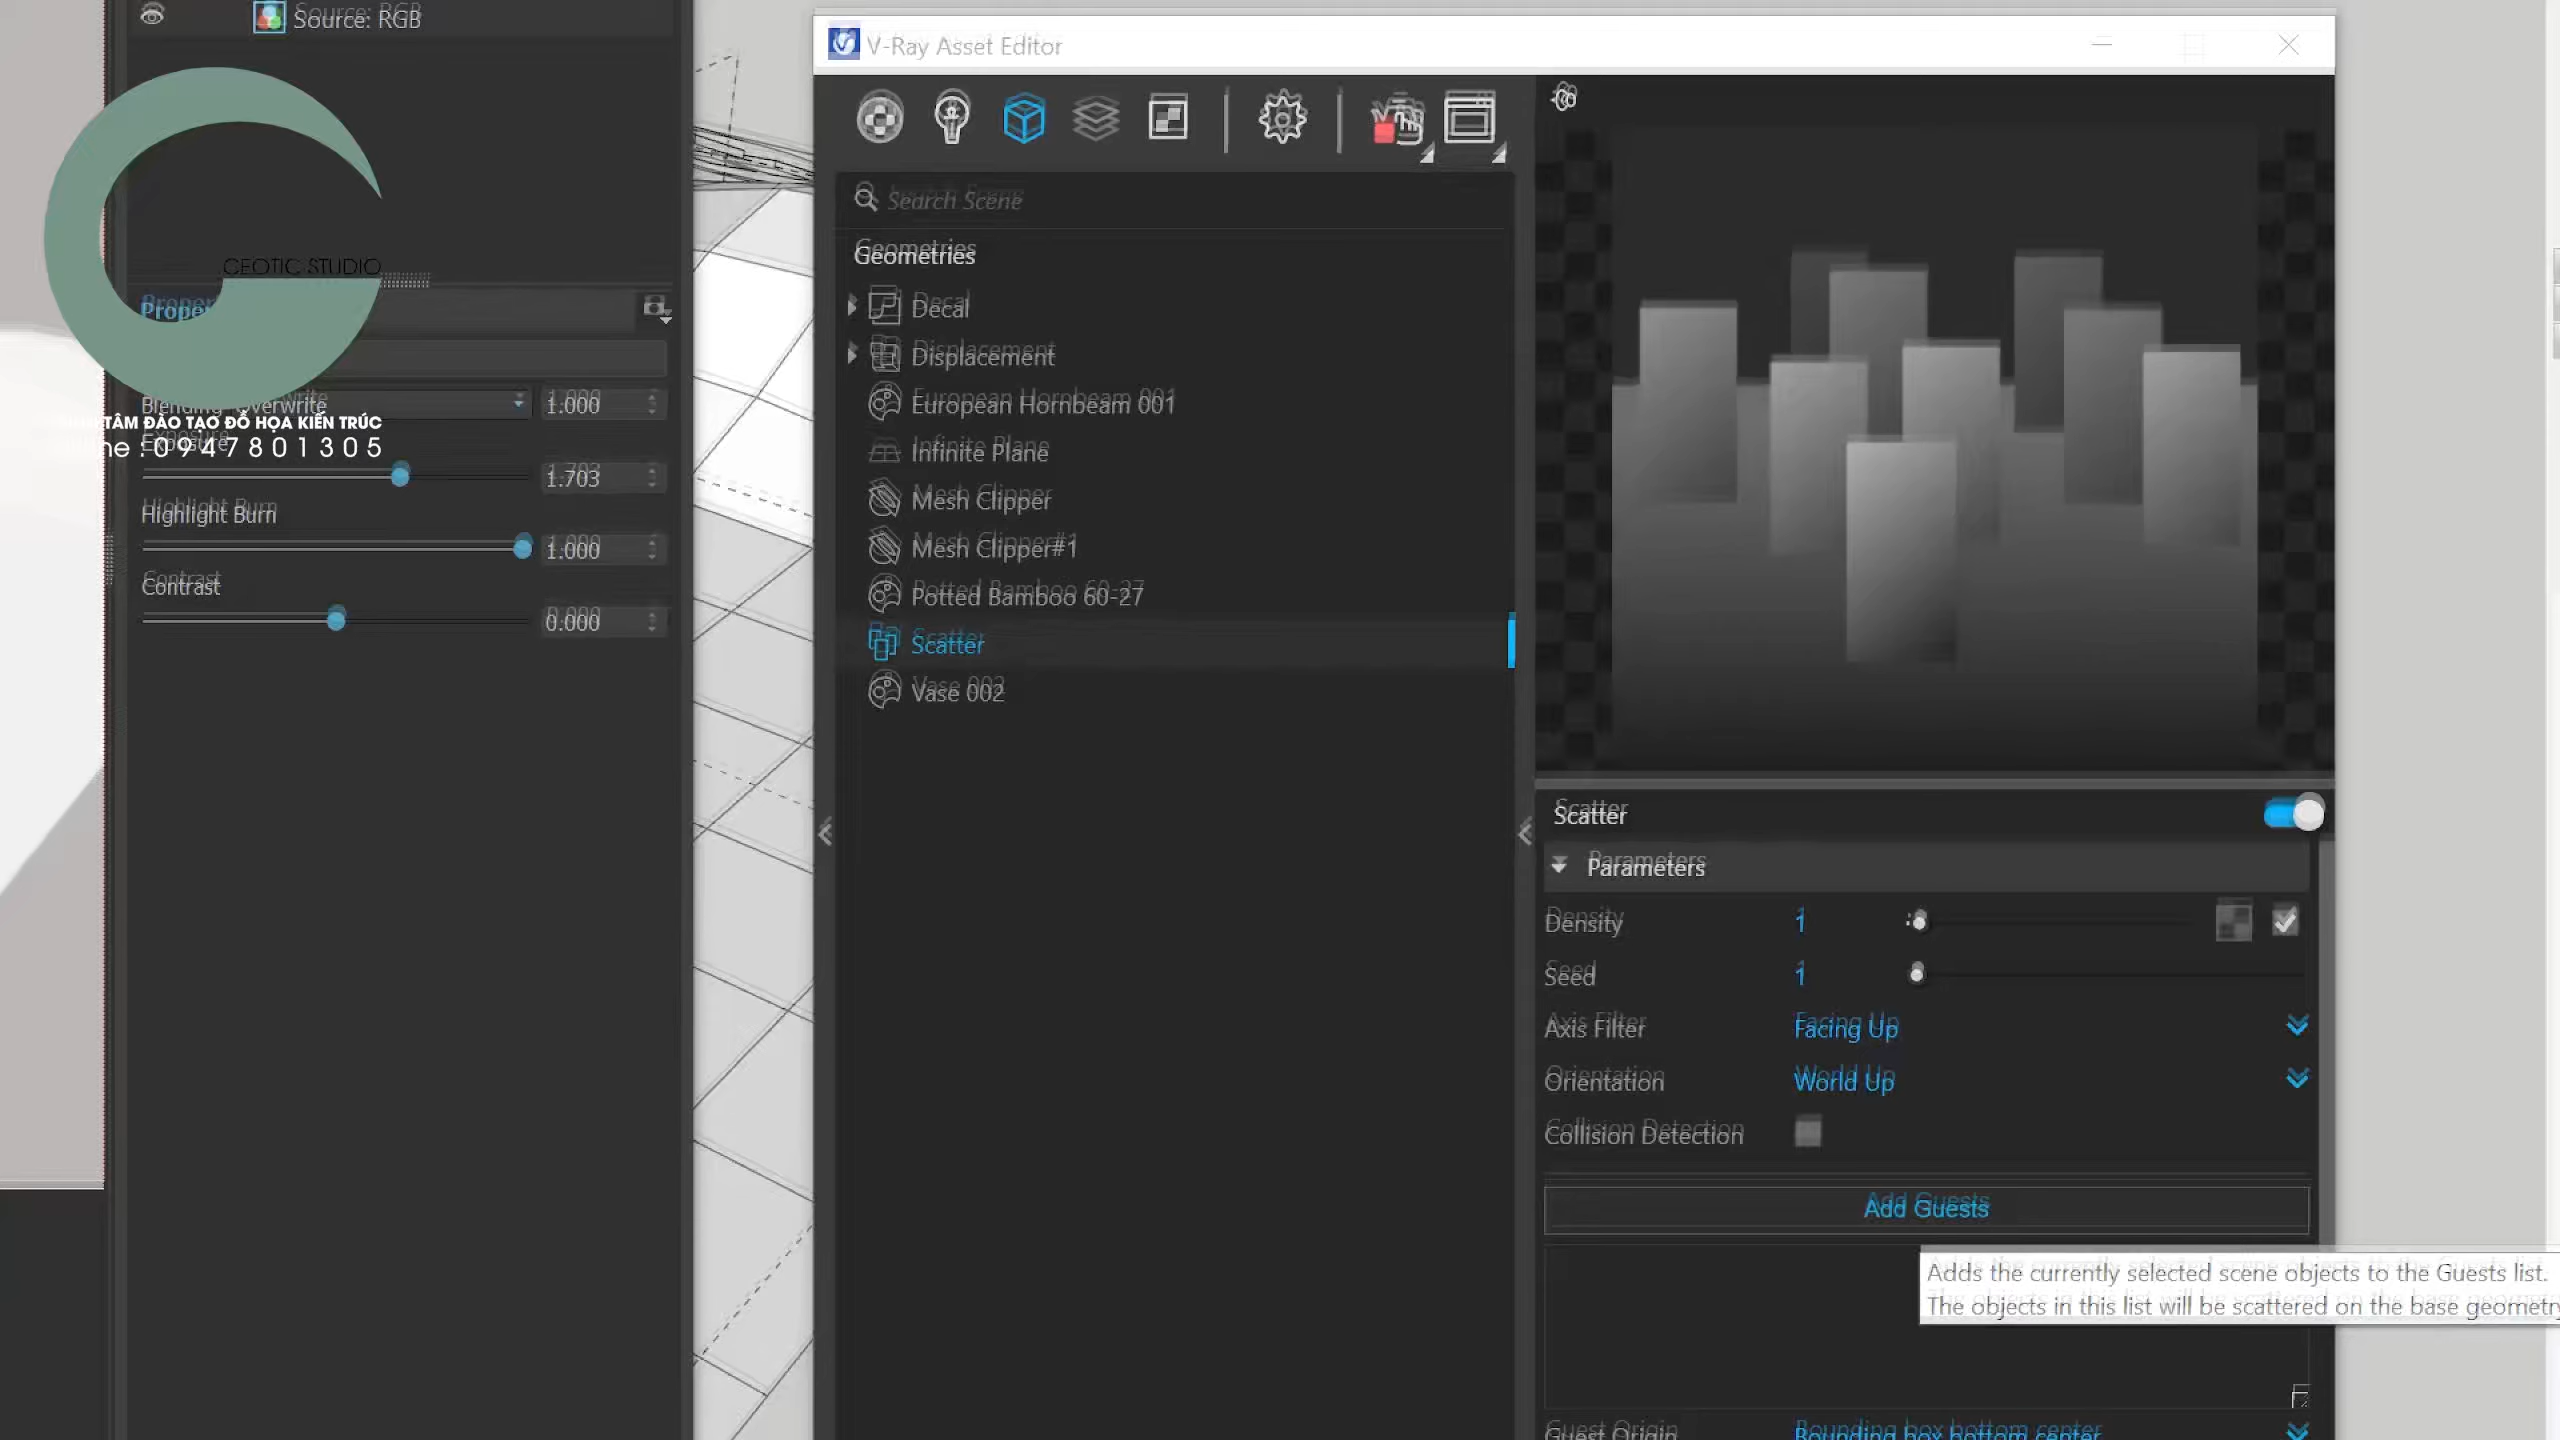 Source: RGB
CEOTIC STUDIO
Blending: Overwrite
1.000
TÂM ĐÀO TẠO ĐỒ HỌA KIẾN TRÚC
Exposure
ne : 0947801305
1.703
Highlight Burn
1.000
Contrast
0.000
V-Ray Asset Editor
Search Scene
Geometries
Decal
Displacement
European Hornbeam 001
Infinite Plane
Mesh Clipper
Mesh Clipper#1
Potted Bamboo 60-27
Scatter
Vase 002
Scatter
Parameters
Density 1
Seed 1
Axis Filter Facing Up
Orientation World Up
Collision Detection
Add Guests
Adds the currently selected scene objects to the Guests list.
The objects in this list will be scattered on the base geometry
Guest Origin Bounding box bottom center